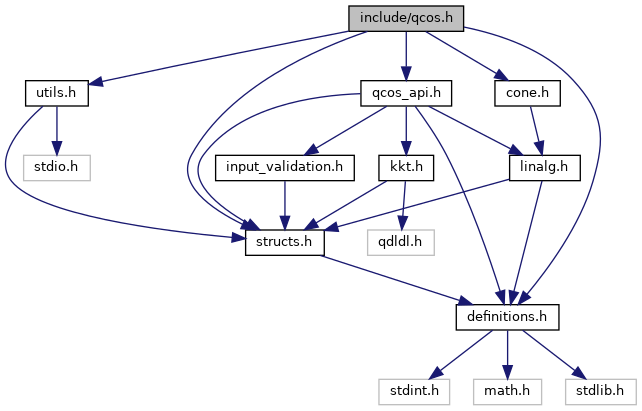 include/qcos.h
utils.h
qcos_api.h
cone.h
stdio.h
input_validation.h
kkt.h
linalg.h
structs.h
qdldl.h
definitions.h
stdint.h
math.h
stdlib.h